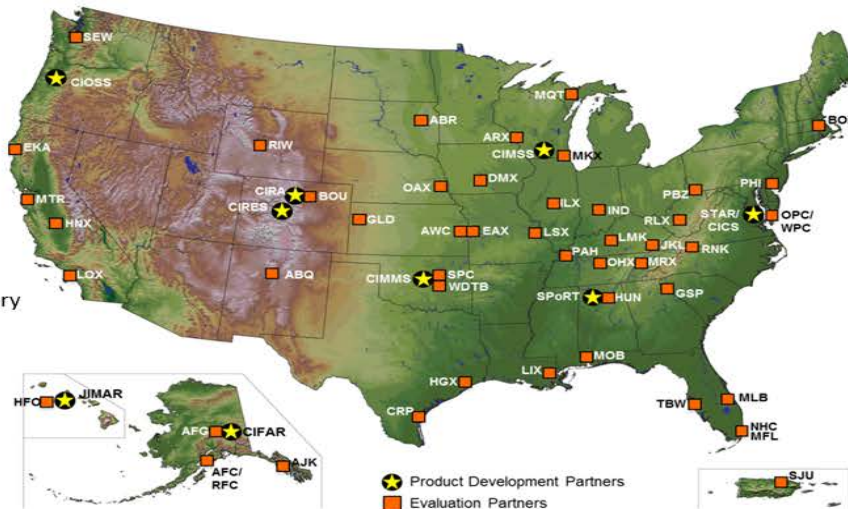 SEW
CiOSS
MQT
ABR
ARX
BO
CIMSS
EKA
RIW
MKX
DMX
CIRA
OAX
PHI
BOU
PBZ
MTR
CIRES
ILX
IND
STAR/
CICS
OPC/
WPC
HNX
GLD
RLX
AWC
EAX
LSX
LMK
JKL
RNK
PAH
LOX
ABQ
CIMMS
SPC
WDTB
OHX
MRX
ry
SPoRT
HUN
GSP
MOB
LIX
HGX
JIMAR
HFO
MLB
TBW
CRP
AFG
CIFAR
NHC
MFL
AJK
AFC/
RFC
SJU
Product Development Partners
Evaluation Partners